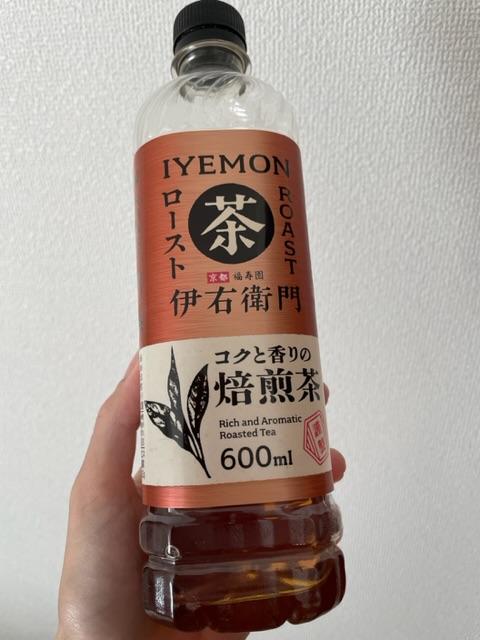 IYEMON
ロースト
茶
ROAST
京都 福寿園
伊右衛門
コクと香りの
焙煎茶
Rich and Aromatic
Roasted Tea
600ml